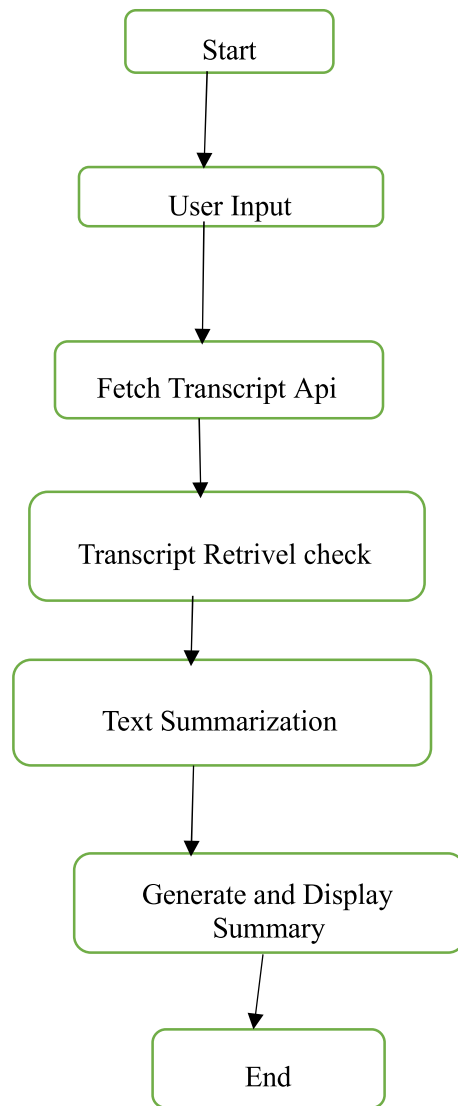 Start
User Input
Fetch Transcript Api
Transcript Retrivel check
Text Summarization
Generate and Display
Summary
End